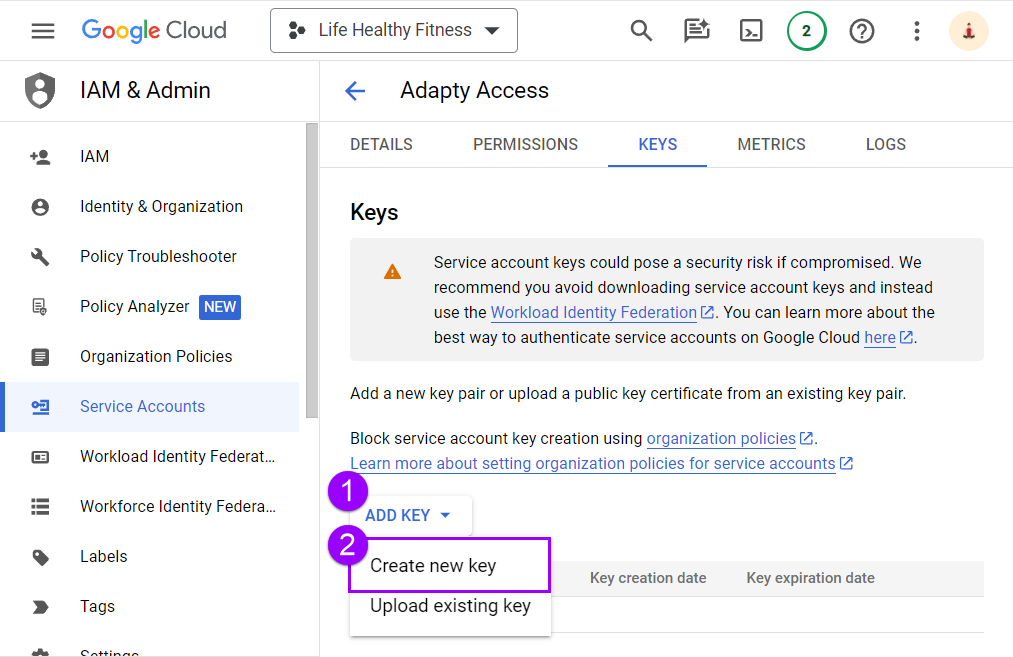 Google Cloud
Life Healthy Fitness
2
IAM & Admin
Adapty Access
IAM
Identity & Organization
Policy Troubleshooter
Policy Analyzer NEW
Organization Policies
Service Accounts
Workload Identity Federat...
Workforce Identity Federa...
Labels
Tags
Settings
DETAILS PERMISSIONS KEYS METRICS LOGS
Keys
Service account keys could pose a security risk if compromised. We
recommend you avoid downloading service account keys and instead
use the Workload Identity Federation. You can learn more about the
best way to authenticate service accounts on Google Cloud here.
Add a new key pair or upload a public key certificate from an existing key pair.
Block service account key creation using organization policies.
Learn more about setting organization policies for service accounts
1
ADD KEY
2
Create new key
Upload existing key
Key creation date Key expiration date